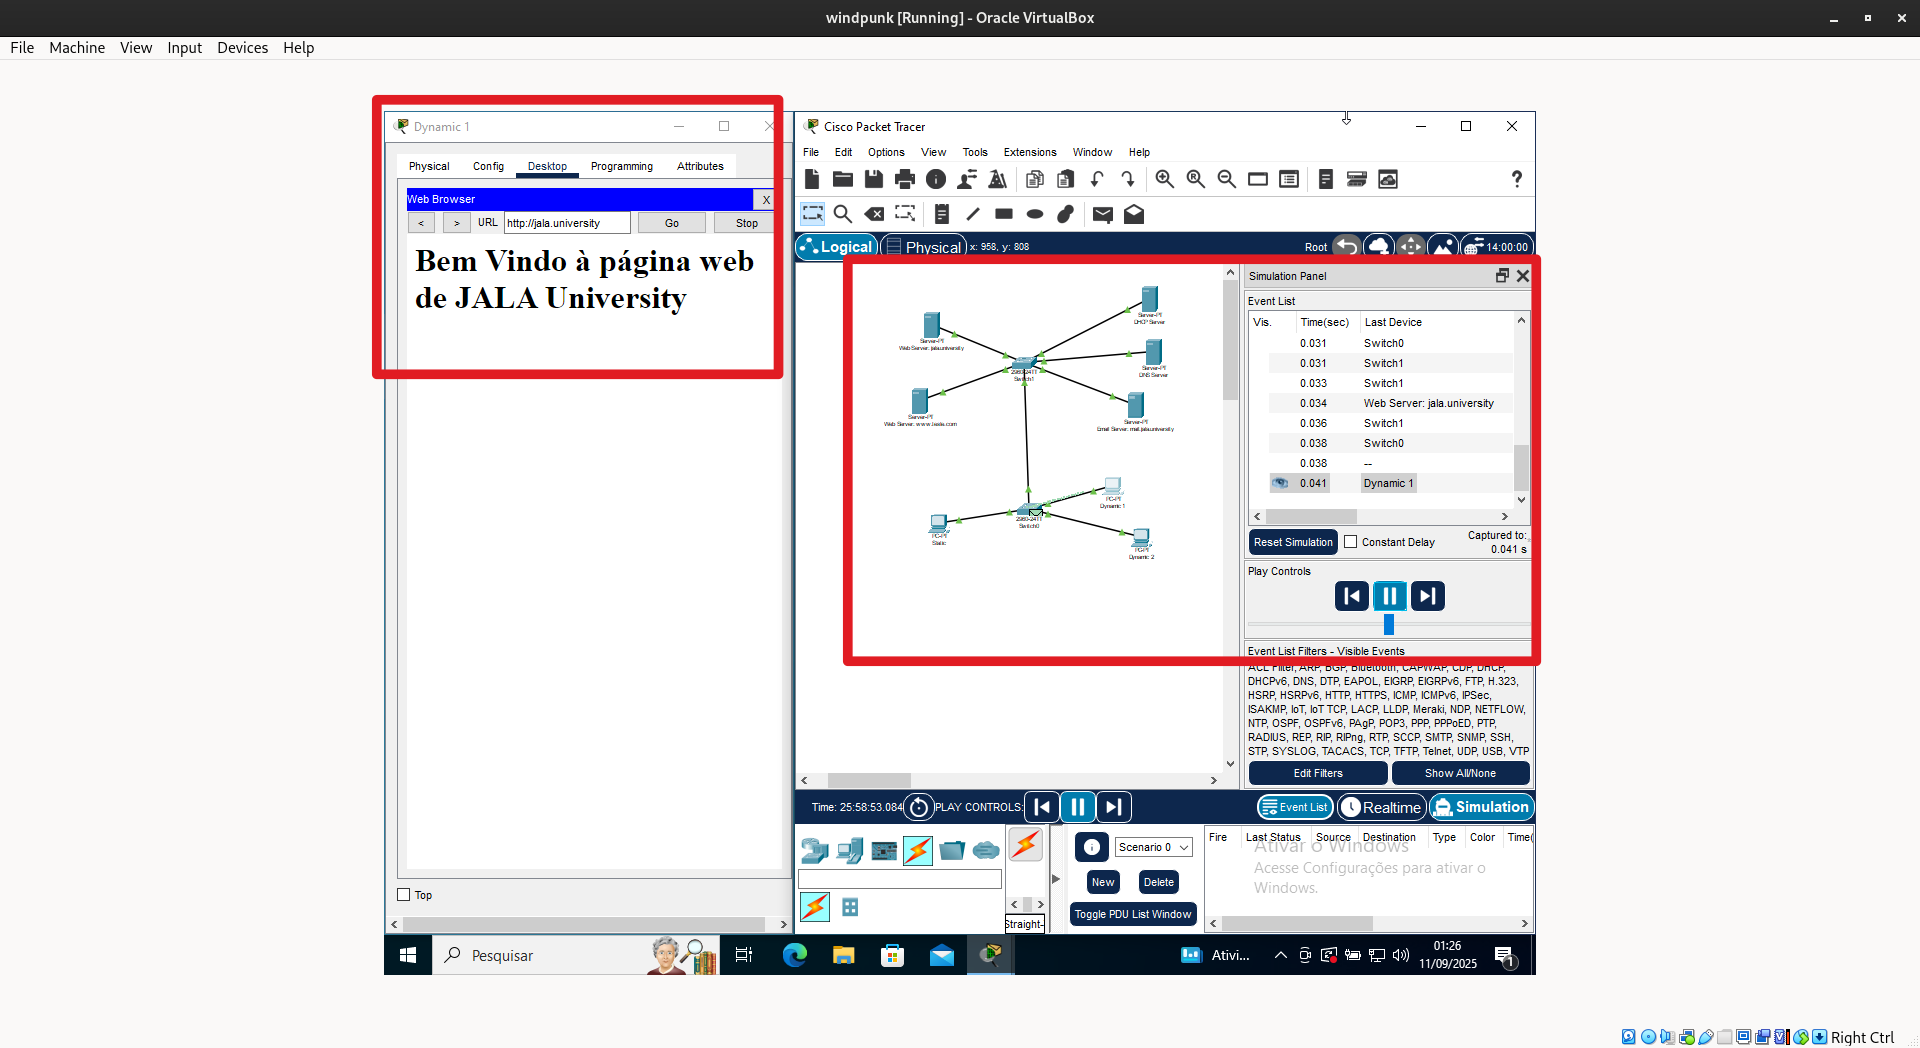 windpunk [Running] - Oracle VirtualBox
File Machine View Input Devices Help
Dynamic 1
Physical Config Desktop Programming Attributes
Web Browser X
< > URL http://jala.university Go Stop
Bem Vindo à página web
de JALA University
Top
Cisco Packet Tracer
File Edit Options View Tools Extensions Window Help
Logical Physical x: 958, y: 808 Root 14:00:00
Server-PT
DHCP Server
Server-PT
Web Server: jala.university
Server-PT
DNS Server
2960-24TT
Switch1
Server-PT
Web Server:
Server-PT
Email Server: mail.jala.university
PC-PT
Dynamic 1
2960-24TT
Switch0
PC-PT
Static
PC-PT
Dynamic 2
Simulation Panel
Event List
Vis. Time(sec) Last Device
0.031 Switch0
0.031 Switch1
0.033 Switch1
0.034 Web Server: jala.university
0.036 Switch1
0.038 Switch0
0.038 --
0.041 Dynamic 1
Reset Simulation Constant Delay Captured to:
0.041 s
Play Controls
Event List Filters - Visible Events
ACL Filter, ARP, BGP, Bluetooth, CAPWAP, CDP, DHCP,
DHCPv6, DNS, DTP, EAPOL, EIGRP, EIGRPv6, FTP, H.323,
HSRP, HSRPv6, HTTP, HTTPS, ICMP, ICMPv6, IPSec,
ISAKMP, IoT, IoT TCP, LACP, LLDP, Meraki, NDP, NETFLOW,
NTP, OSPF, OSPFv6, PAgP, POP3, PPP, PPPoED, PTP,
RADIUS, REP, RIP, RIPng, RTP, SCCP, SMTP, SNMP, SSH,
STP, SYSLOG, TACACS, TCP, TFTP, Telnet, UDP, USB, VTP
Edit Filters Show All/None
Time: 25:58:53.084 PLAY CONTROLS: Event List Realtime Simulation
Scenario 0
New Delete
Toggle PDU List Window
Straight-
Fire Last Status Source Destination Type Color Time(
Ativar o Windows
Acesse Configurações para ativar o
Windows.
Pesquisar
Ativi...
01:26
11/09/2025
1
Right Ctrl